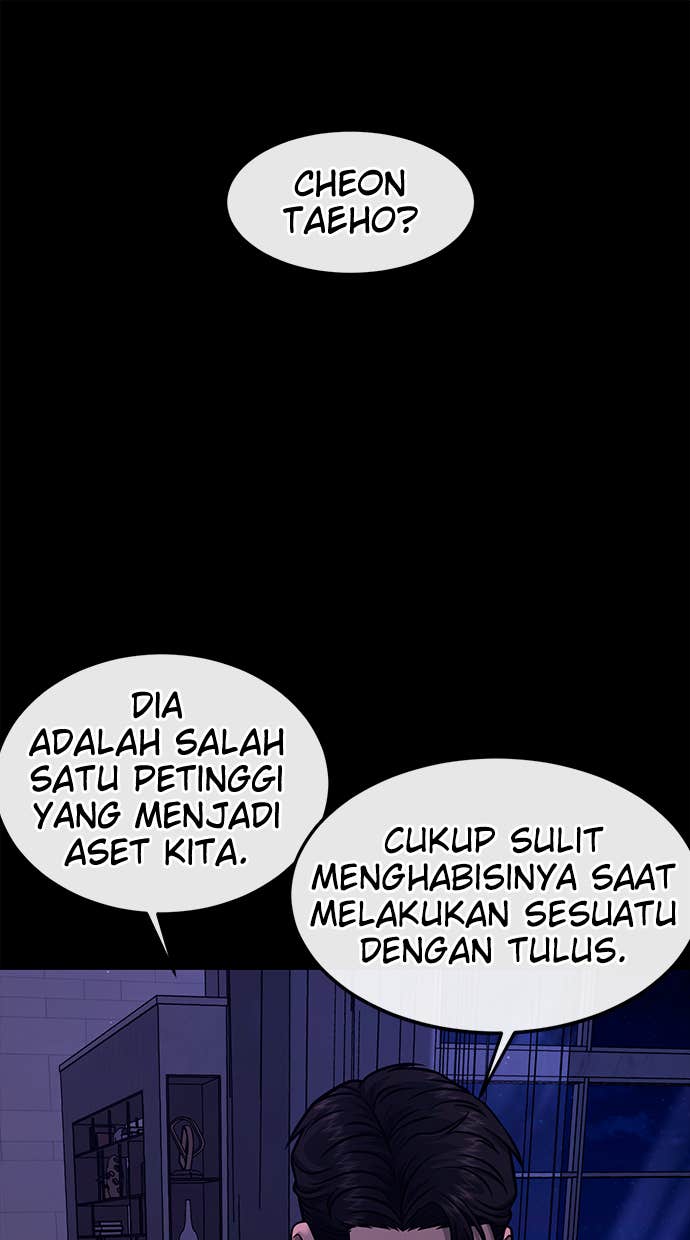 CHEON
TAEHO?
DIA
ADALAH SALAH
SATU PETINGGI
YANG MENJADI
ASET KITA.
CUKUP SULIT
MENGHABISINYA SAAT
MELAKUKAN SESUATU
DENGAN TULUS.